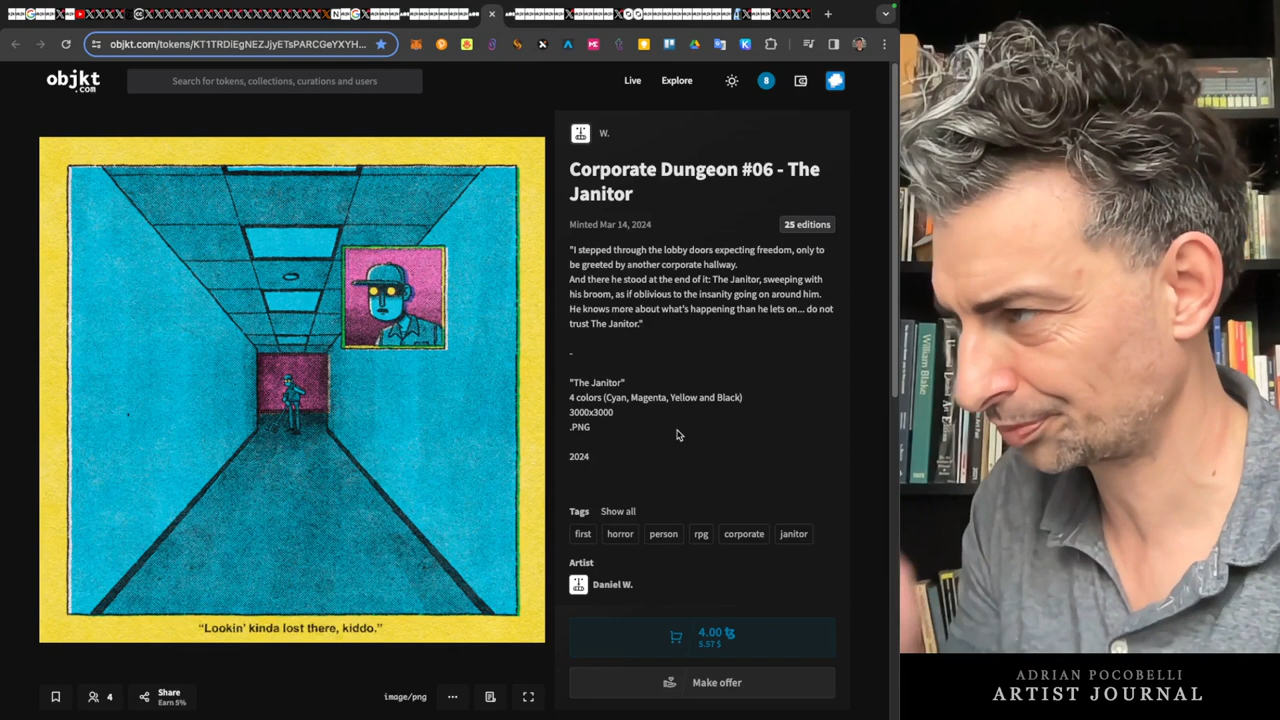 objkt.com/tokens/KT1TRDiEgNEZJjyETsPARCGeYXYH...
objkt
.com
Search for tokens, collections, curations and users
Live
Explore
8
W.
Corporate Dungeon #06 - The
Janitor
Minted Mar 14, 2024
25 editions
"I stepped through the lobby doors expecting freedom, only to
be greeted by another corporate hallway.
And there he stood at the end of it: The Janitor, sweeping with
his broom, as if oblivious to the insanity going on around him.
He knows more about what's happening than he lets on... do not
trust The Janitor."
-
"The Janitor"
4 colors (Cyan, Magenta, Yellow and Black)
3000x3000
.PNG
2024
Tags
Show all
first
horror
person
rpg
corporate
janitor
Artist
Daniel W.
4.00
5.57 $
Make offer
"Lookin' kinda lost there, kiddo."
4
Share
Earn 5%
image/png
William Blake
ADRIAN POCOBELLI
ARTIST JOURNAL